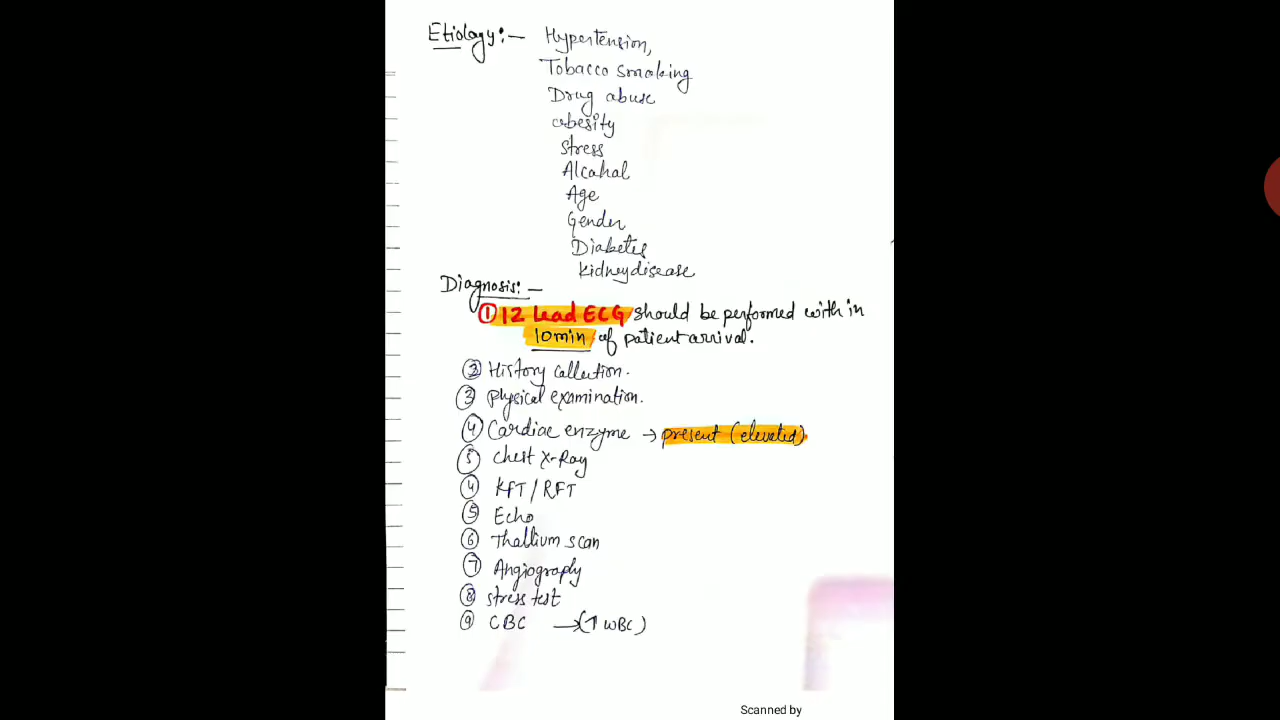 Etiology:- Hypertension,
Tobacco smoking
Drug abuse
obesity
Stress
Alcahal
Age
Gender
Diabetes
kidney disease
Diagnosis:-
① 12 Lead ECG should be performed with in
10min of patient arrival.
② History collection.
③ Physical examination.
④ Cardiac enzyme → present (elevated).
⑤ Chest X-Ray
④ KFT / RFT
⑤ Echo
⑥ Thallium scan
⑦ Angiography
⑧ stress test
⑨ CBC → (↑ WBC)
Scanned by